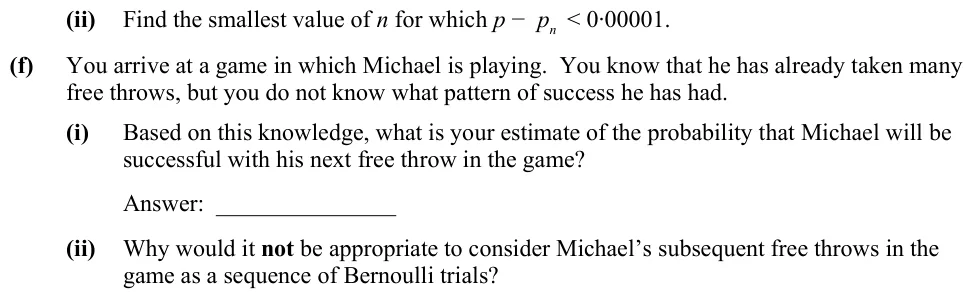 (ii) Find the smallest value of n for which p − pₙ < 0·00001.
(f) You arrive at a game in which Michael is playing. You know that he has already taken many
free throws, but you do not know what pattern of success he has had.
(i) Based on this knowledge, what is your estimate of the probability that Michael will be
successful with his next free throw in the game?
Answer: _______________
(ii) Why would it not be appropriate to consider Michael’s subsequent free throws in the
game as a sequence of Bernoulli trials?